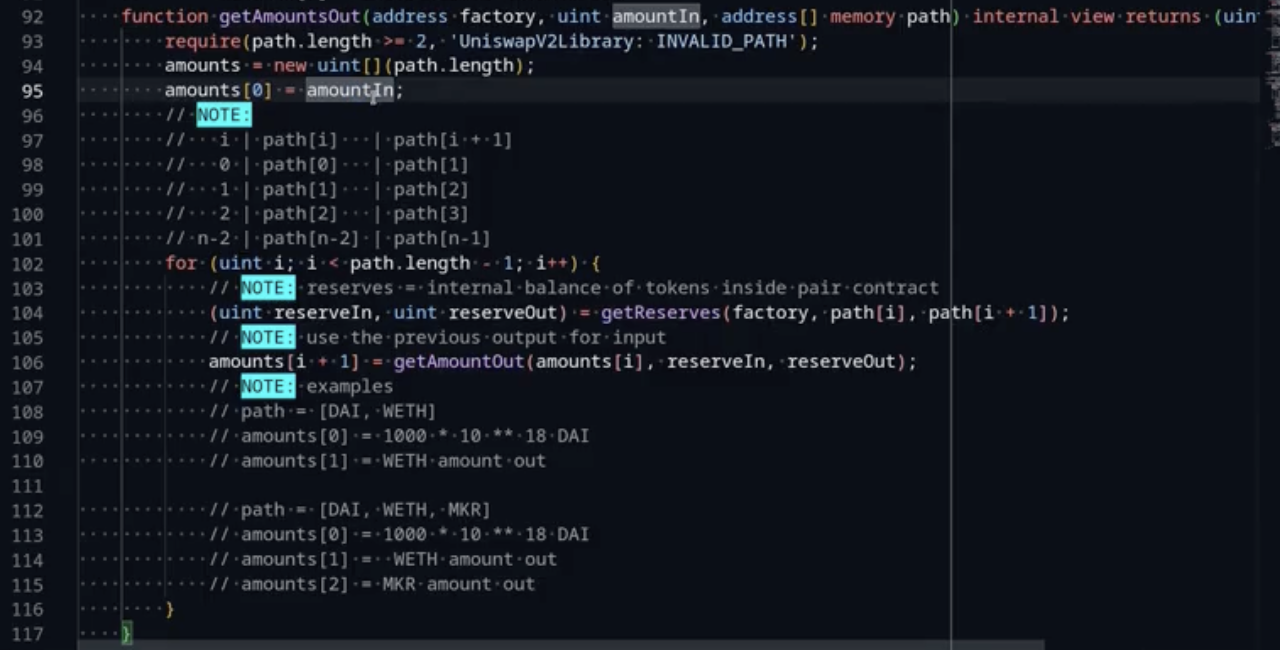 92 function getAmountsOut(address factory, uint amountIn, address[] memory path) internal view returns (uin
93 require(path.length >= 2, 'UniswapV2Library: INVALID_PATH');
94 amounts = new uint[](path.length);
95 amounts[0] = amountIn;
96 // NOTE:
97 //   i | path[i]   | path[i + 1]
98 //   0 | path[0]   | path[1]
99 //   1 | path[1]   | path[2]
100 //   2 | path[2]   | path[3]
101 // n-2 | path[n-2] | path[n-1]
102 for (uint i; i < path.length - 1; i++) {
103 // NOTE: reserves = internal balance of tokens inside pair contract
104 (uint reserveIn, uint reserveOut) = getReserves(factory, path[i], path[i + 1]);
105 // NOTE: use the previous output for input
106 amounts[i + 1] = getAmountOut(amounts[i], reserveIn, reserveOut);
107 // NOTE: examples
108 // path = [DAI, WETH]
109 // amounts[0] = 1000 * 10 ** 18 DAI
110 // amounts[1] = WETH amount out
111
112 // path = [DAI, WETH, MKR]
113 // amounts[0] = 1000 * 10 ** 18 DAI
114 // amounts[1] =  WETH amount out
115 // amounts[2] = MKR amount out
116 }
117 }